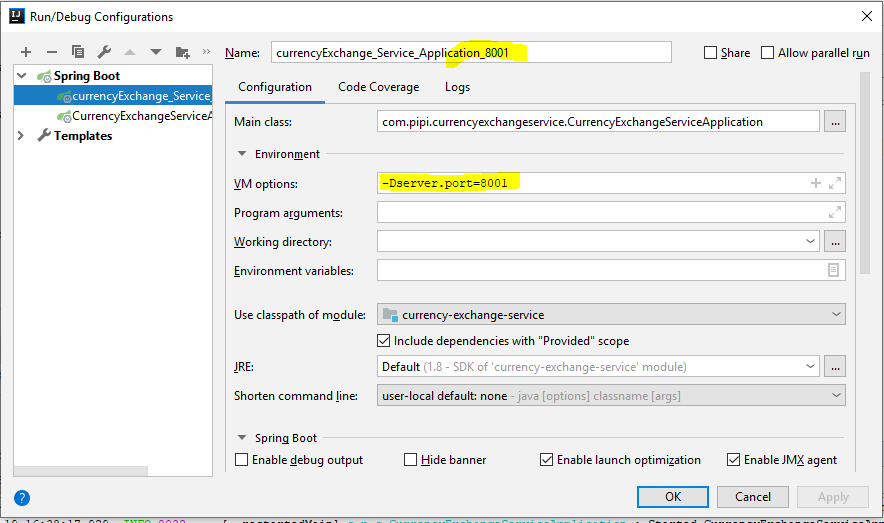 Run/Debug Configurations
Name: currencyExchange_Service_Application_8001 Share Allow parallel run
Spring Boot
currencyExchange_Service_
CurrencyExchangeServiceA
Templates
Configuration Code Coverage Logs
Main class: com.pipi.currencyexchangeservice.CurrencyExchangeServiceApplication ...
Environment
VM options: -Dserver.port=8001
Program arguments:
Working directory: ...
Environment variables:
Use classpath of module: currency-exchange-service
Include dependencies with "Provided" scope
JRE: Default (1.8 - SDK of 'currency-exchange-service' module) ...
Shorten command line: user-local default: none - java [options] classname [args]
Spring Boot
Enable debug output Hide banner Enable launch optimization Enable JMX agent
? OK Cancel Apply